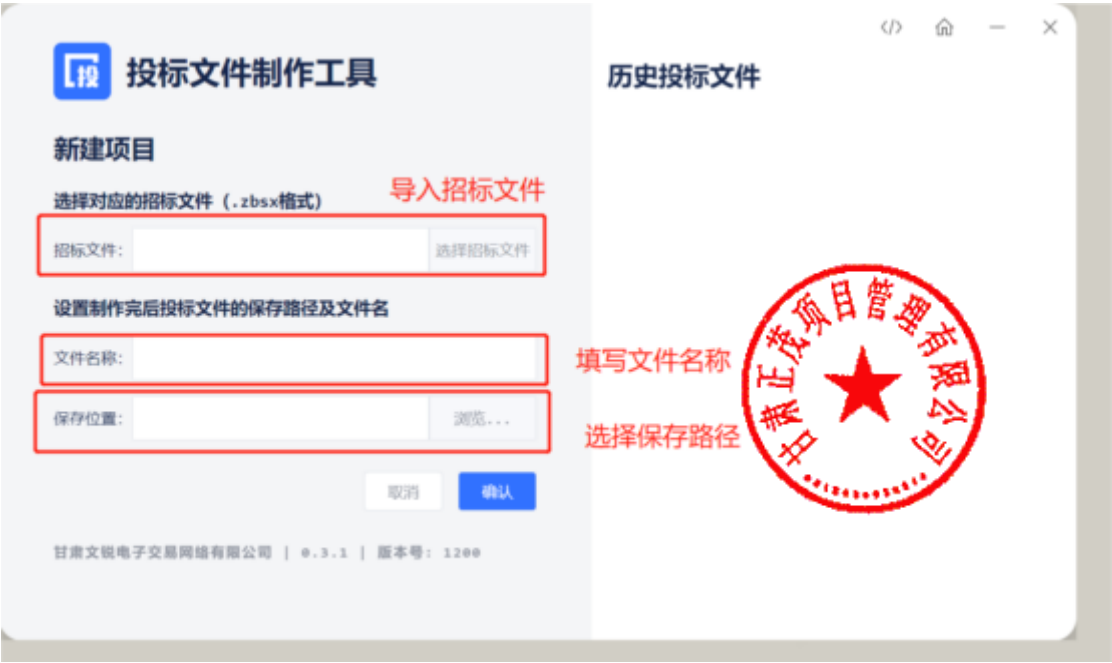 投标文件制作工具
新建项目
选择对应的招标文件（.zbsx格式）
导入招标文件
招标文件：
选择招标文件
设置制作完后投标文件的保存路径及文件名
文件名称：
填写文件名称
保存位置：
浏览...
选择保存路径
取消
确认
甘肃文锐电子交易网络有限公司 | 0.3.1 | 版本号：1200
</>
历史投标文件
甘肃正茂项目管理有限公司